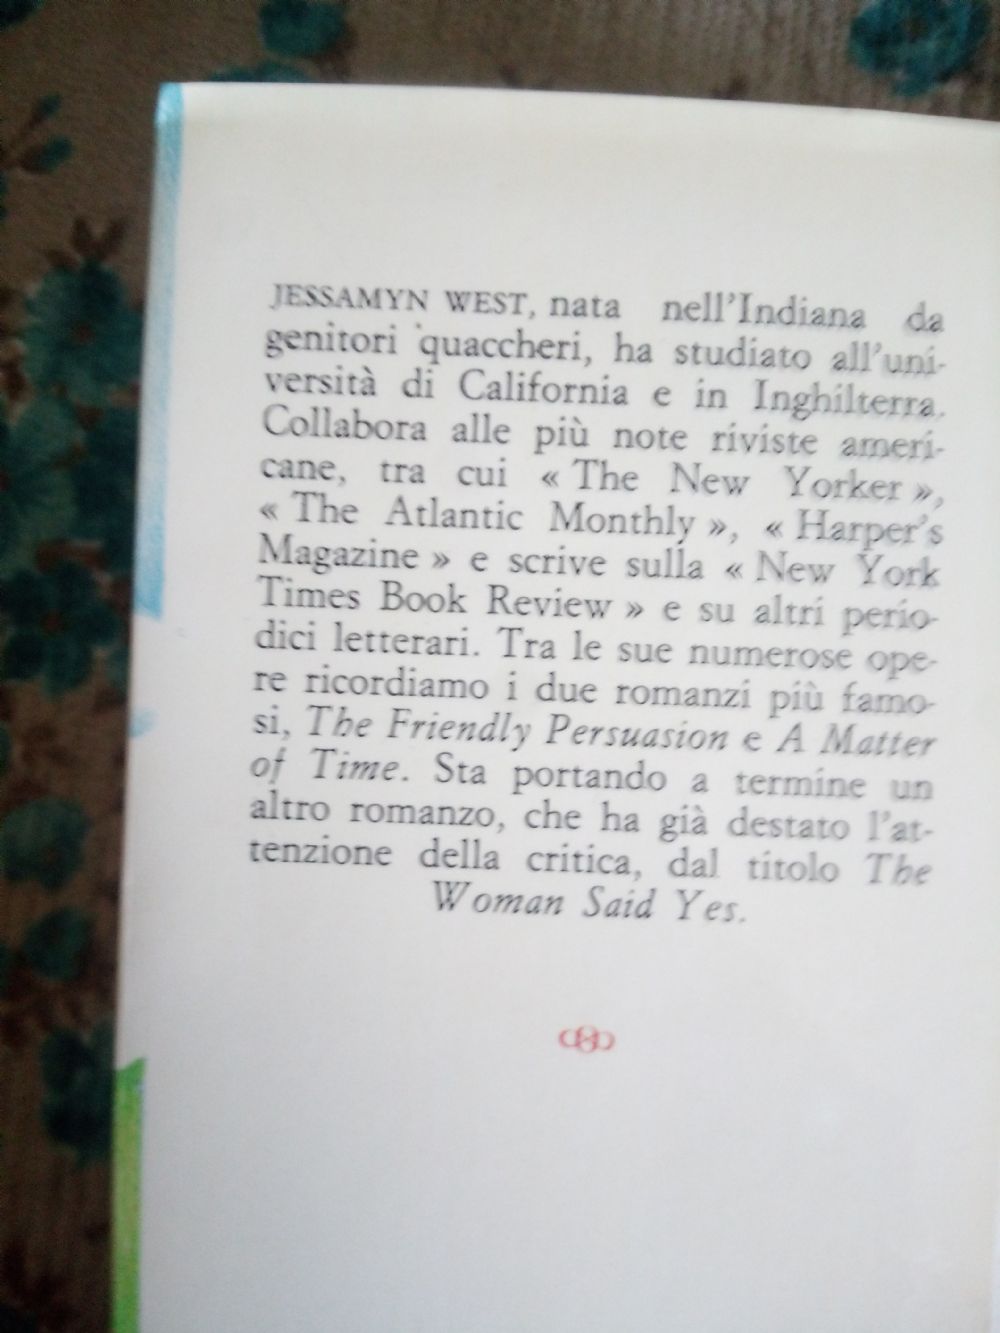 JESSAMYN WEST, nata nell'Indiana da
genitori quaccheri, ha studiato all'uni-
versità di California e in Inghilterra.
Collabora alle più note riviste ameri-
cane, tra cui « The New Yorker »,
« The Atlantic Monthly », « Harper's
Magazine » e scrive sulla « New York
Times Book Review » e su altri perio-
dici letterari. Tra le sue numerose ope-
re ricordiamo i due romanzi più famo-
si, The Friendly Persuasion e A Matter
of Time. Sta portando a termine un
altro romanzo, che ha già destato l'at-
tenzione della critica, dal titolo The
Woman Said Yes.